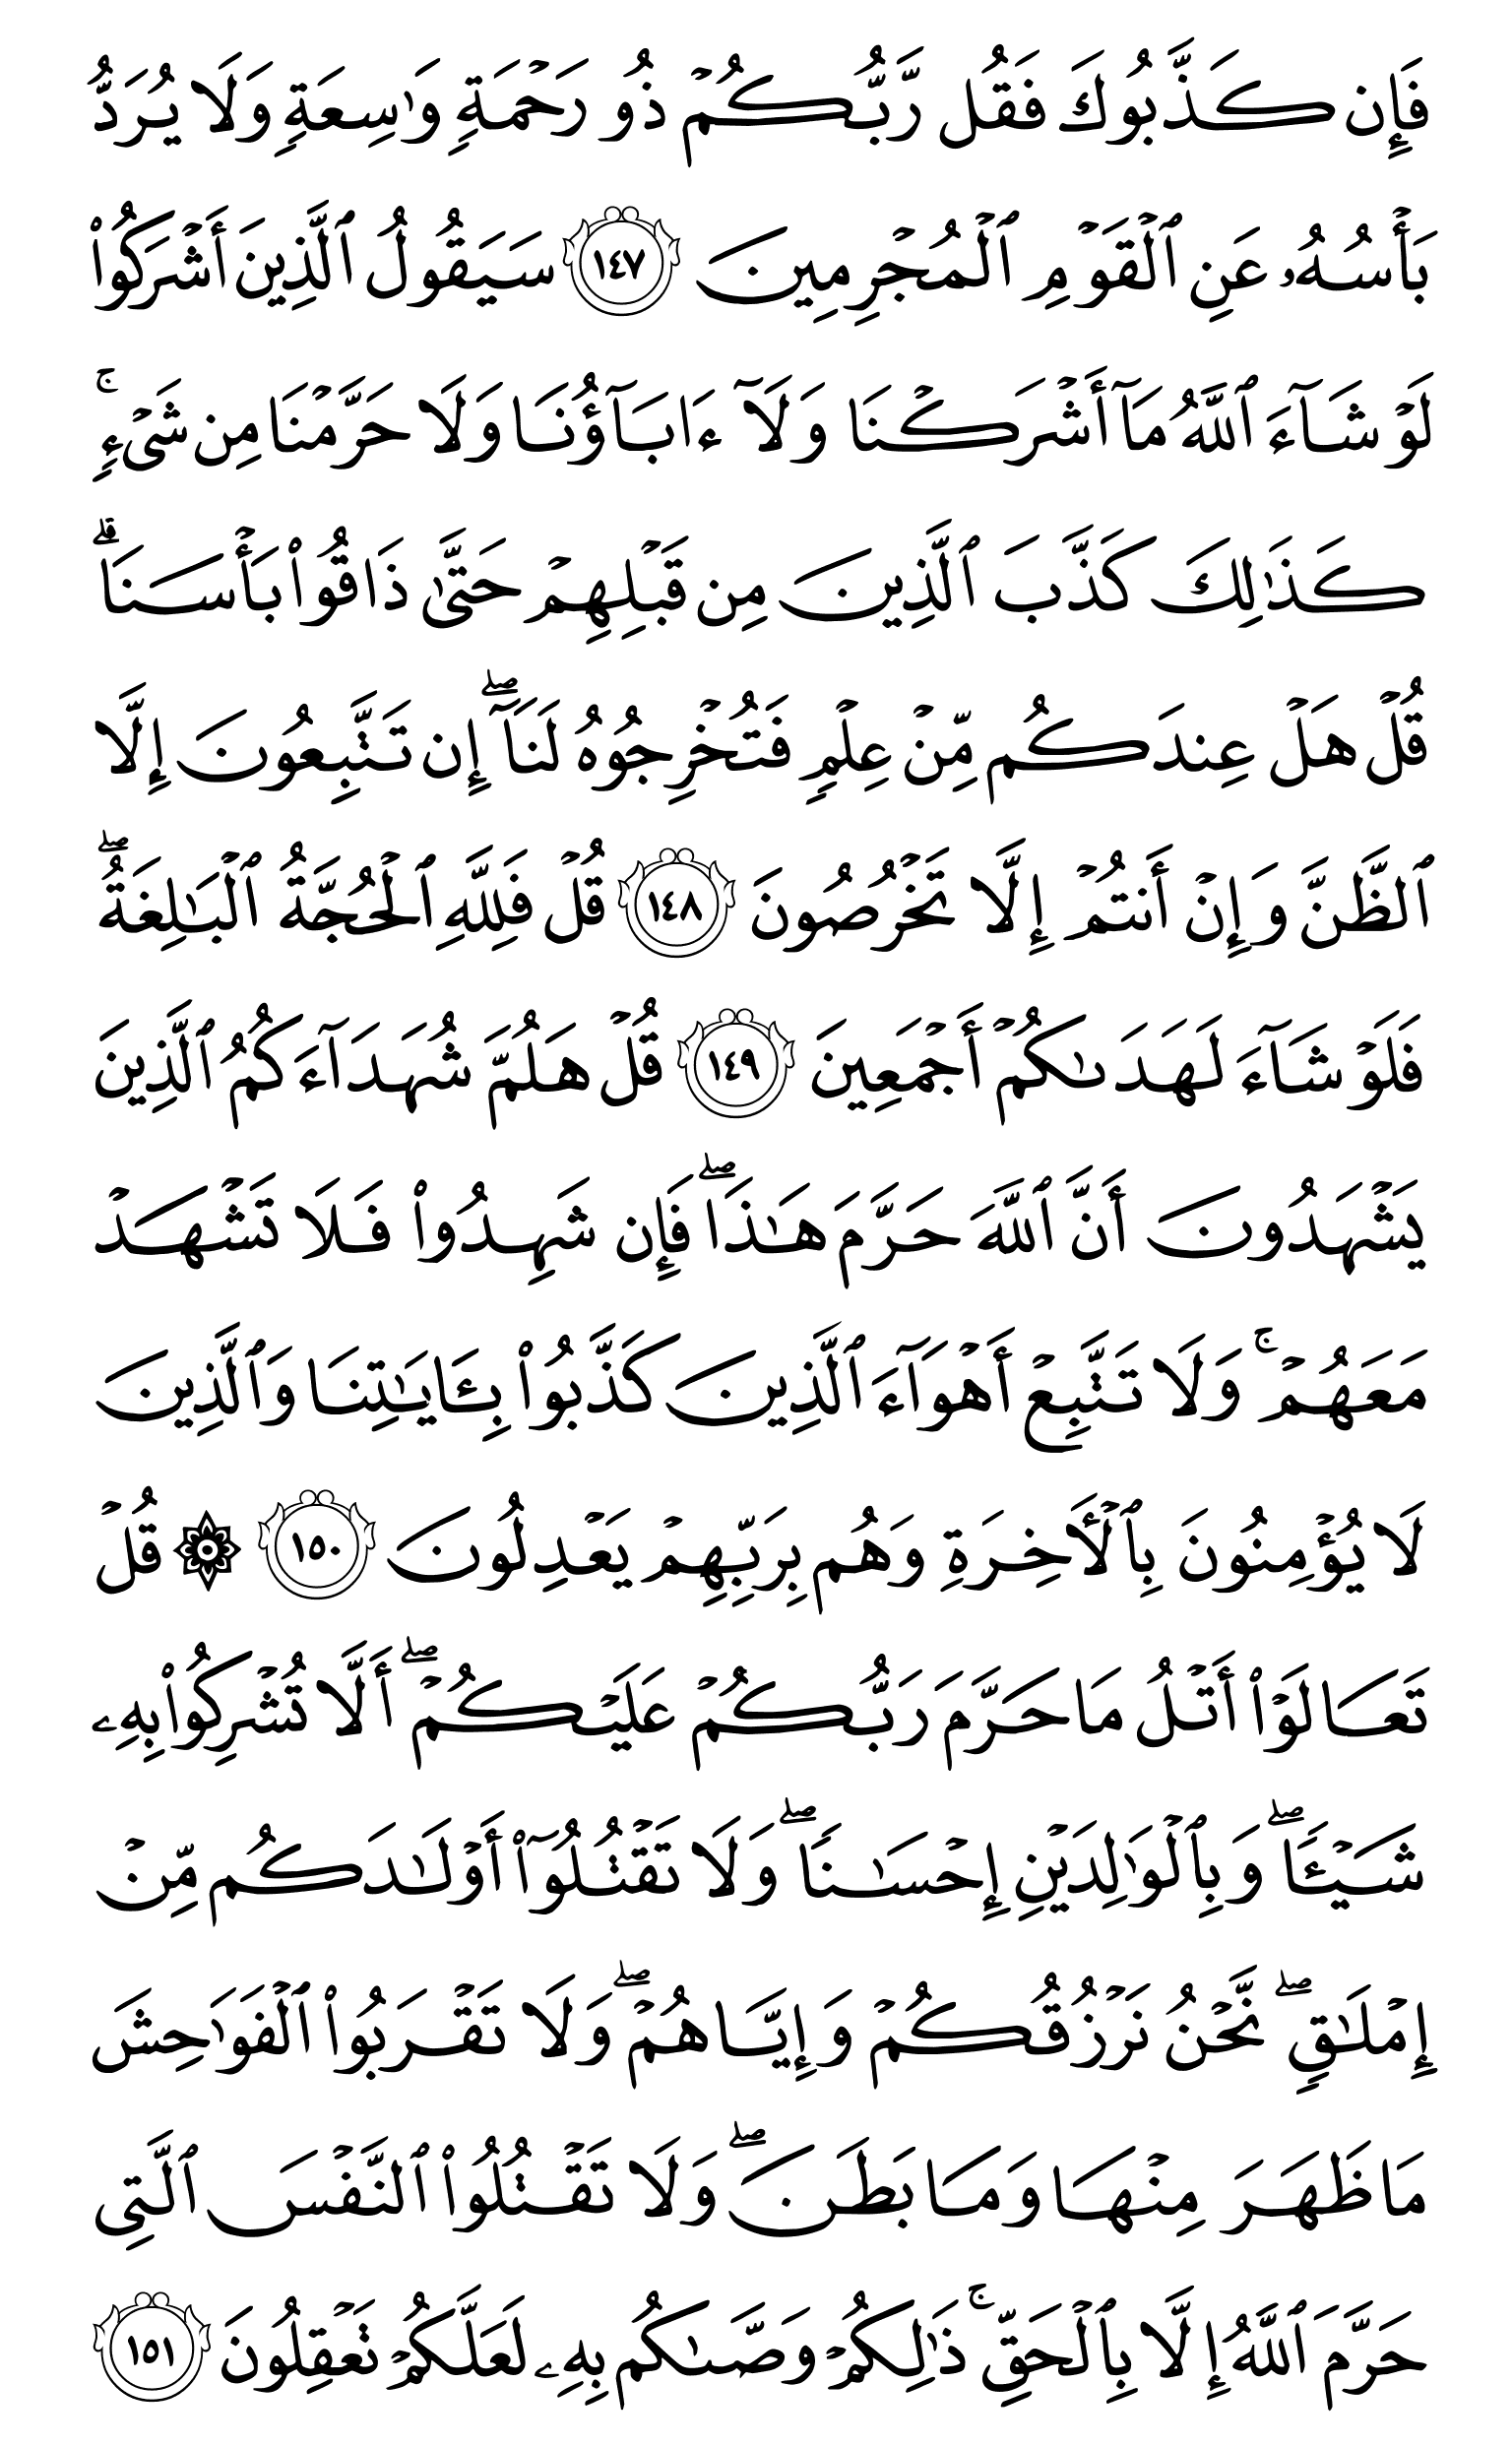 فَإِن كَذَّبُوكَ فَقُل رَّبُّكُمْ ذُو رَحْمَةٍ وَٰسِعَةٍ وَلَا يُرَدُّ
بَأْسُهُۥ عَنِ ٱلْقَوْمِ ٱلْمُجْرِمِينَ ١٤٧ سَيَقُولُ ٱلَّذِينَ أَشْرَكُوا۟
لَوْ شَآءَ ٱللَّهُ مَآ أَشْرَكْنَا وَلَآ ءَابَآؤُنَا وَلَا حَرَّمْنَا مِن شَىْءٍ ۚ
كَذَٰلِكَ كَذَّبَ ٱلَّذِينَ مِن قَبْلِهِمْ حَتَّىٰ ذَاقُوا۟ بَأْسَنَا ۗ
قُلْ هَلْ عِندَكُم مِّنْ عِلْمٍ فَتُخْرِجُوهُ لَنَآ ۖ إِن تَتَّبِعُونَ إِلَّا
ٱلظَّنَّ وَإِنْ أَنتُمْ إِلَّا تَخْرُصُونَ ١٤٨ قُلْ فَلِلَّهِ ٱلْحُجَّةُ ٱلْبَٰلِغَةُ ۖ
فَلَوْ شَآءَ لَهَدَىٰكُمْ أَجْمَعِينَ ١٤٩ قُلْ هَلُمَّ شُهَدَآءَكُمُ ٱلَّذِينَ
يَشْهَدُونَ أَنَّ ٱللَّهَ حَرَّمَ هَٰذَا ۖ فَإِن شَهِدُوا۟ فَلَا تَشْهَدْ
مَعَهُمْ ۚ وَلَا تَتَّبِعْ أَهْوَآءَ ٱلَّذِينَ كَذَّبُوا۟ بِـَٔايَٰتِنَا وَٱلَّذِينَ
لَا يُؤْمِنُونَ بِٱلْـَٔاخِرَةِ وَهُم بِرَبِّهِمْ يَعْدِلُونَ ١٥٠ ۞ قُلْ
تَعَالَوْا۟ أَتْلُ مَا حَرَّمَ رَبُّكُمْ عَلَيْكُمْ ۖ أَلَّا تُشْرِكُوا۟ بِهِۦ
شَيْـًٔا ۖ وَبِٱلْوَٰلِدَيْنِ إِحْسَٰنًا ۖ وَلَا تَقْتُلُوٓا۟ أَوْلَٰدَكُم مِّنْ
إِمْلَٰقٍ ۖ نَّحْنُ نَرْزُقُكُمْ وَإِيَّاهُمْ ۖ وَلَا تَقْرَبُوا۟ ٱلْفَوَٰحِشَ
مَا ظَهَرَ مِنْهَا وَمَا بَطَنَ ۖ وَلَا تَقْتُلُوا۟ ٱلنَّفْسَ ٱلَّتِى
حَرَّمَ ٱللَّهُ إِلَّا بِٱلْحَقِّ ۚ ذَٰلِكُمْ وَصَّىٰكُم بِهِۦ لَعَلَّكُمْ تَعْقِلُونَ ١٥١